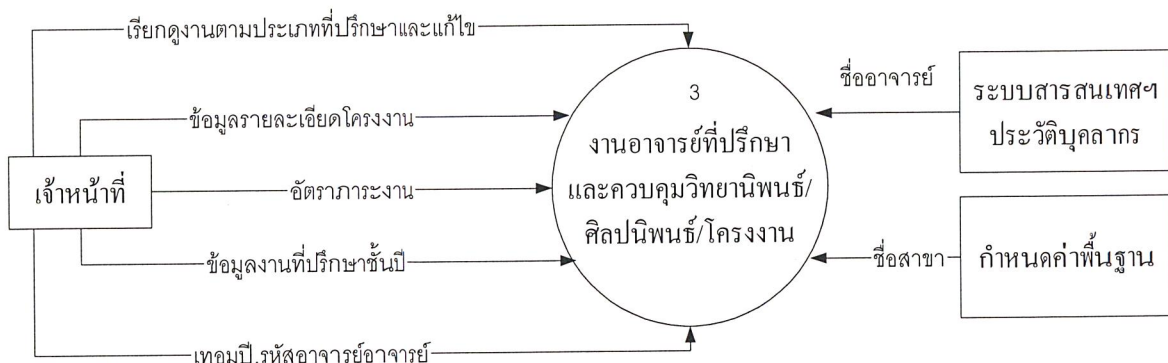 เรียกดูงานตามประเภทที่ปรึกษาและแก้ไข
ข้อมูลรายละเอียดโครงงาน
เจ้าหน้าที่
อัตราภาระงาน
ข้อมูลงานที่ปรึกษาชั้นปี
เทอมปี,รหัสอาจารย์อาจารย์
3
งานอาจารย์ที่ปรึกษา
และควบคุมวิทยานิพนธ์/
ศิลปนิพนธ์/โครงงาน
ชื่ออาจารย์
ระบบสารสนเทศฯ
ประวัติบุคลากร
ชื่อสาขา
กำหนดค่าพื้นฐาน